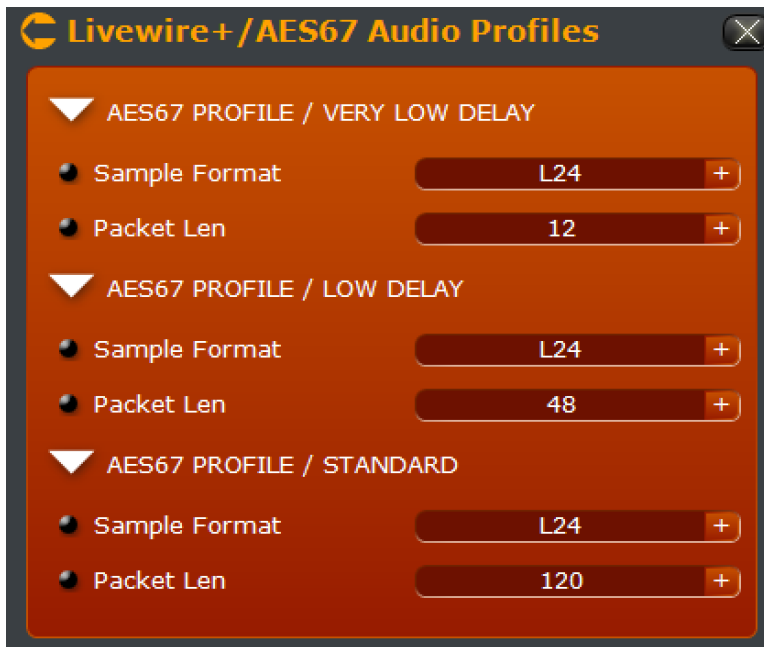 Livewire+/AES67 Audio Profiles
AES67 PROFILE / VERY LOW DELAY
Sample Format L24 +
Packet Len 12 +
AES67 PROFILE / LOW DELAY
Sample Format L24 +
Packet Len 48 +
AES67 PROFILE / STANDARD
Sample Format L24 +
Packet Len 120 +